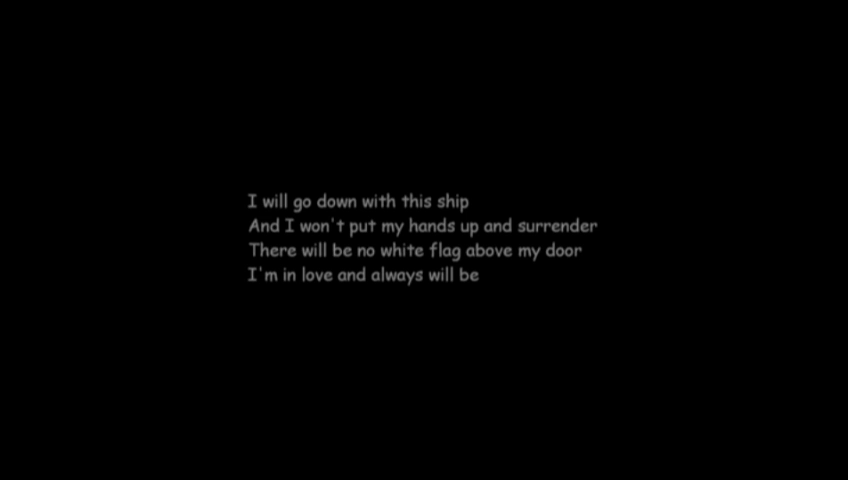 I will go down with this ship
And I won't put my hands up and surrender
There will be no white flag above my door
I'm in love and always will be